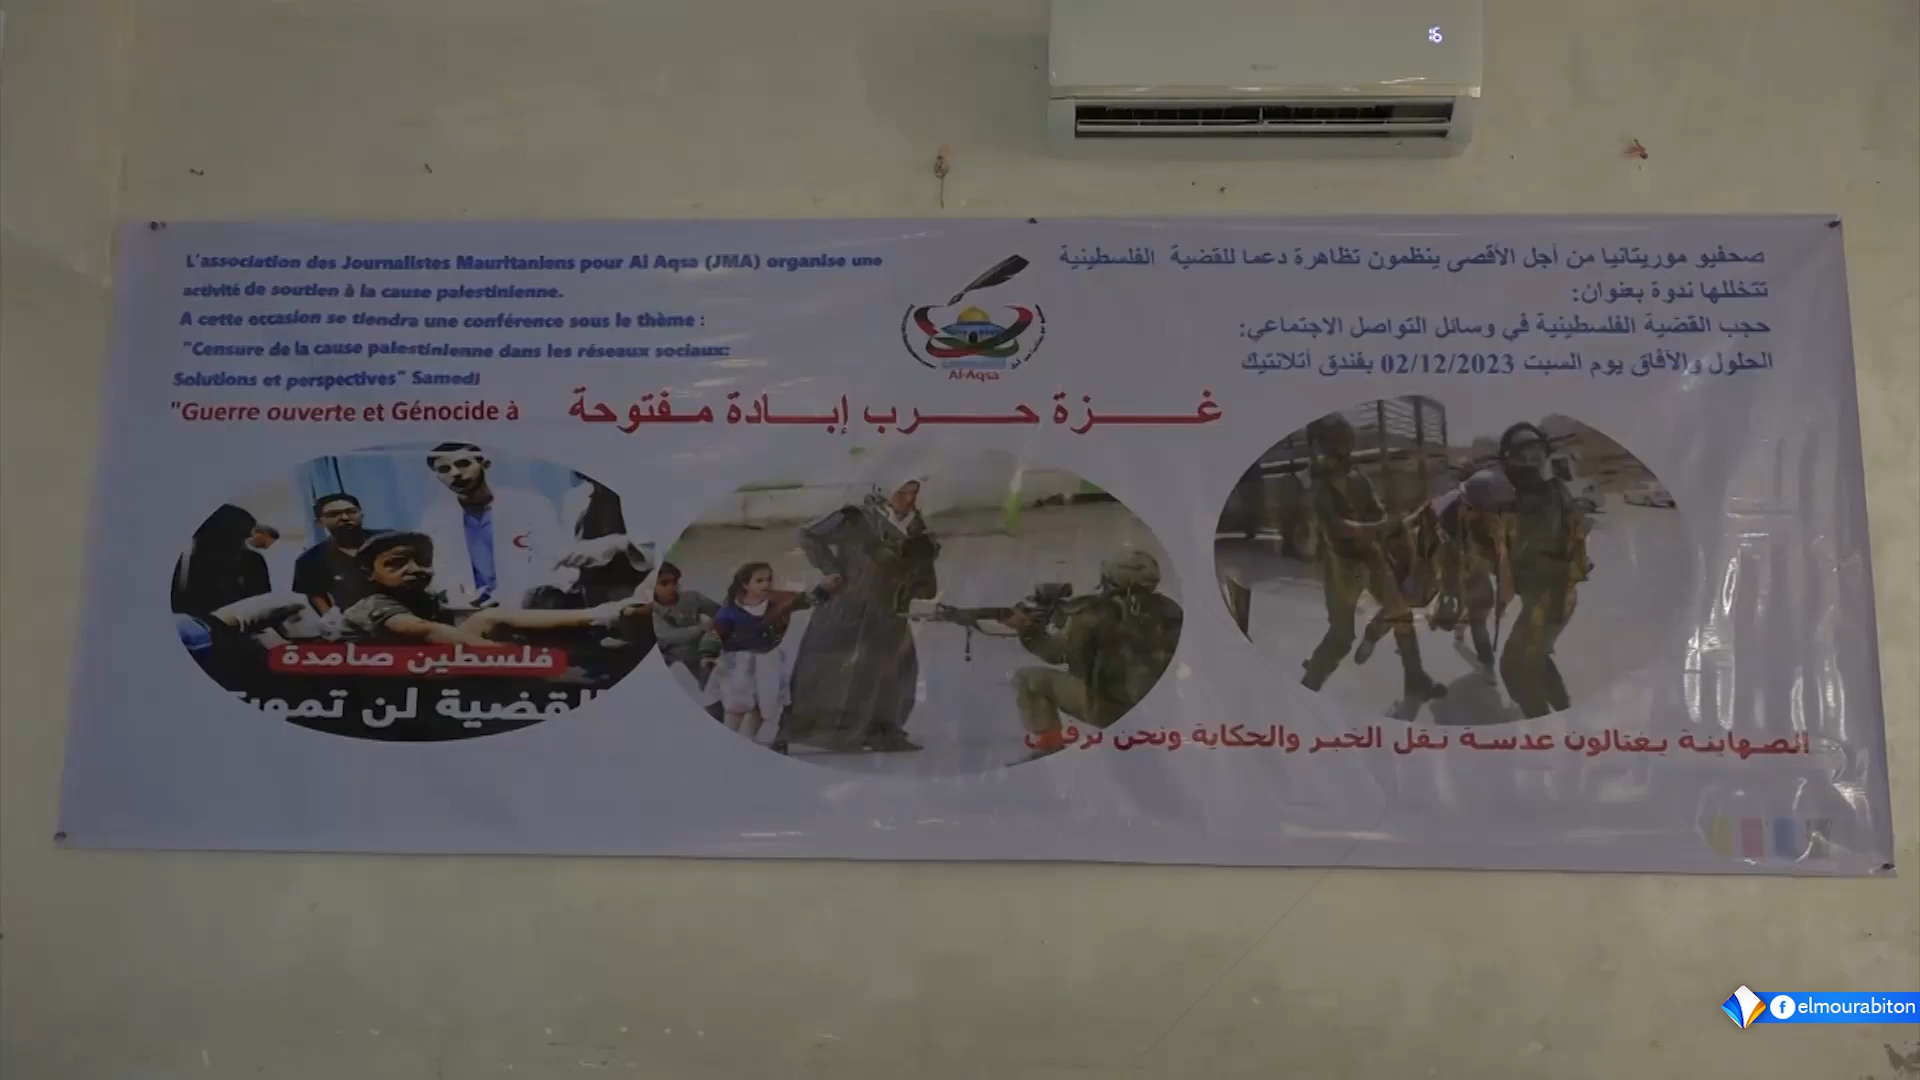 L'association des Journalistes Mauritaniens pour Al Aqsa (JMA) organise une
activité de soutien à la cause palestinienne.
A cette occasion se tiendra une conférence sous le thème :
"Censure de la cause palestinienne dans les réseaux sociaux:
Solutions et perspectives" Samedi
"Guerre ouverte et Génocide à
Al-Aqsa
صحفيو موريتانيا من أجل الأقصى ينظمون تظاهرة دعما للقضية الفلسطينية
تتخللها ندوة بعنوان:
حجب القضية الفلسطينية في وسائل التواصل الاجتماعي:
الحلول والآفاق يوم السبت 02/12/2023 بفندق أتلانتيك
غزة حرب إبادة مفتوحة
فلسطين صامدة
القضية لن تموت
الصهاينة يغتالون عدسة نقل الخبر والحكاية ونحن نرفض
elmourabiton